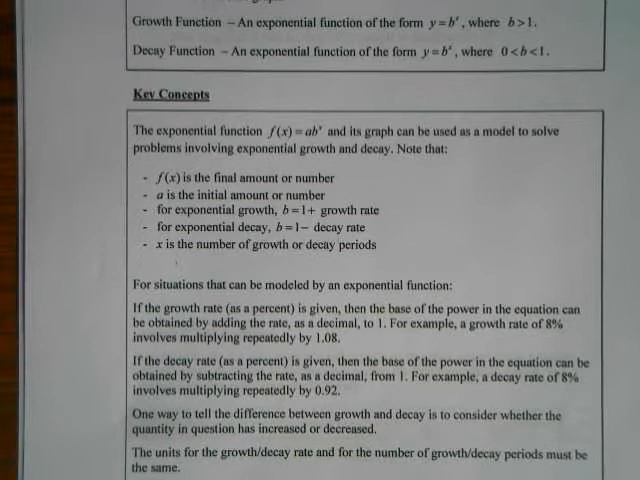 Growth Function – An exponential function of the form y = bˣ, where b > 1.
Decay Function – An exponential function of the form y = bˣ, where 0 < b < 1.
Key Concepts
The exponential function f(x) = abˣ and its graph can be used as a model to solve
problems involving exponential growth and decay. Note that:
- f(x) is the final amount or number
- a is the initial amount or number
- for exponential growth, b = 1 + growth rate
- for exponential decay, b = 1 – decay rate
- x is the number of growth or decay periods
For situations that can be modeled by an exponential function:
If the growth rate (as a percent) is given, then the base of the power in the equation can
be obtained by adding the rate, as a decimal, to 1. For example, a growth rate of 8%
involves multiplying repeatedly by 1.08.
If the decay rate (as a percent) is given, then the base of the power in the equation can be
obtained by subtracting the rate, as a decimal, from 1. For example, a decay rate of 8%
involves multiplying repeatedly by 0.92.
One way to tell the difference between growth and decay is to consider whether the
quantity in question has increased or decreased.
The units for the growth/decay rate and for the number of growth/decay periods must be
the same.